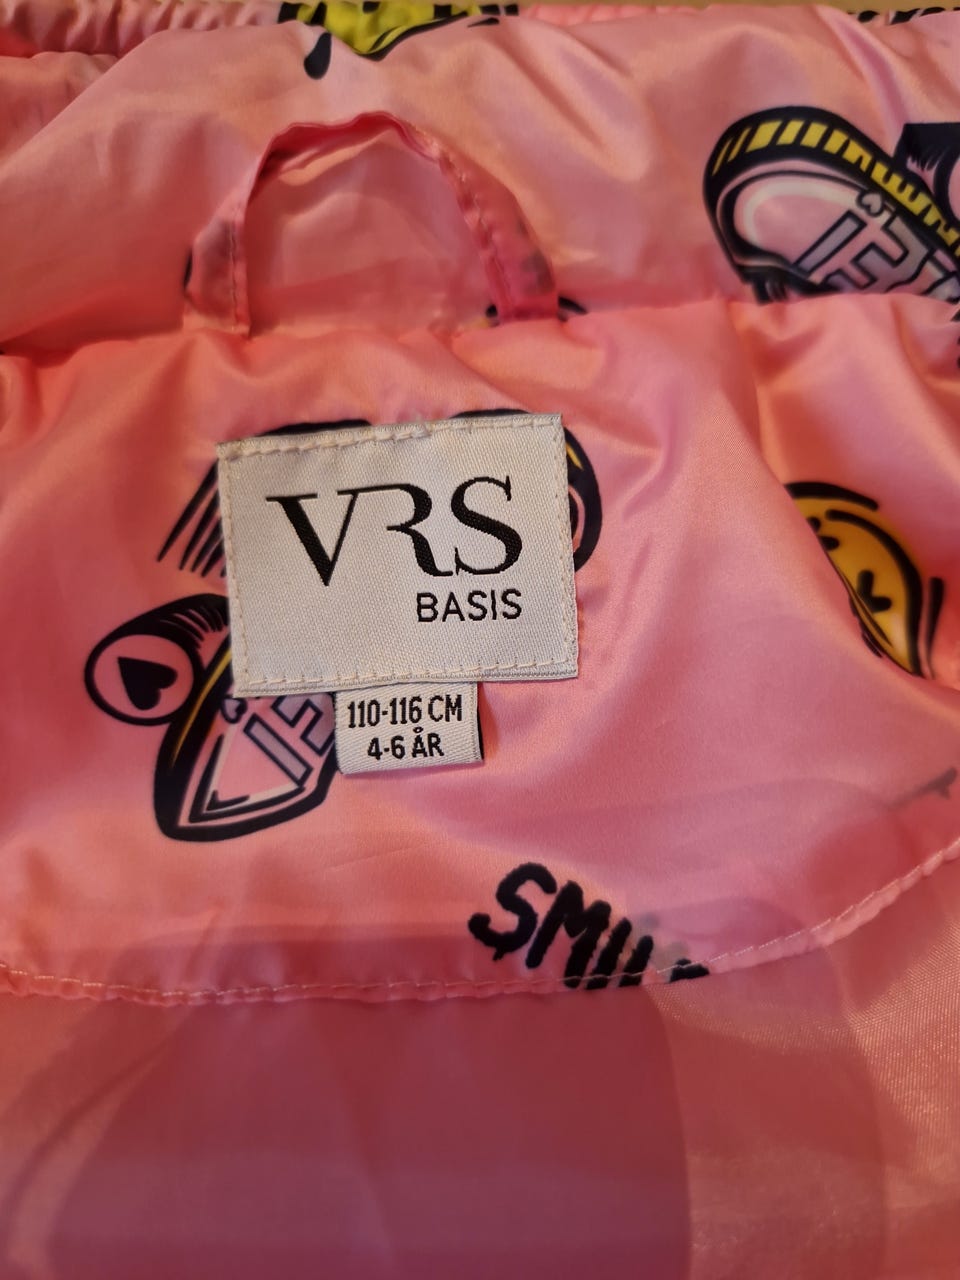 VRS
BASIS
110-116 CM
4-6 ÅR